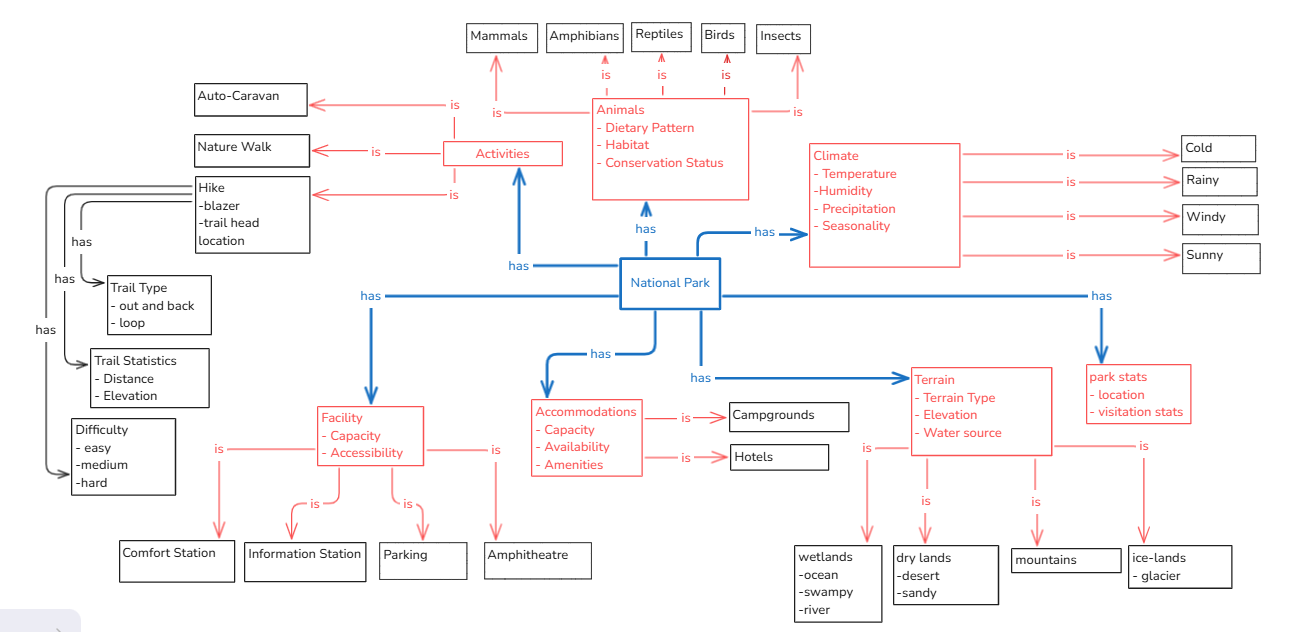 Mammals
Amphibians
Reptiles
Birds
Insects
is
is
is
is
is
Animals
- Dietary Pattern
- Habitat
- Conservation Status
Auto-Caravan
is
Nature Walk
is
Activities
Hike
-blazer
-trail head
location
is
has
Trail Type
- out and back
- loop
has
Trail Statistics
- Distance
- Elevation
has
Difficulty
- easy
-medium
-hard
Climate
- Temperature
-Humidity
- Precipitation
- Seasonality
is
Cold
is
Rainy
is
Windy
is
Sunny
has
has
has
National Park
has
has
has
has
Facility
- Capacity
- Accessibility
is
is
is
is
Comfort Station
Information Station
Parking
Amphitheatre
Accommodations
- Capacity
- Availability
- Amenities
is
Campgrounds
is
Hotels
Terrain
- Terrain Type
- Elevation
- Water source
park stats
- location
- visitation stats
is
is
is
is
wetlands
-ocean
-swampy
-river
dry lands
-desert
-sandy
mountains
ice-lands
- glacier